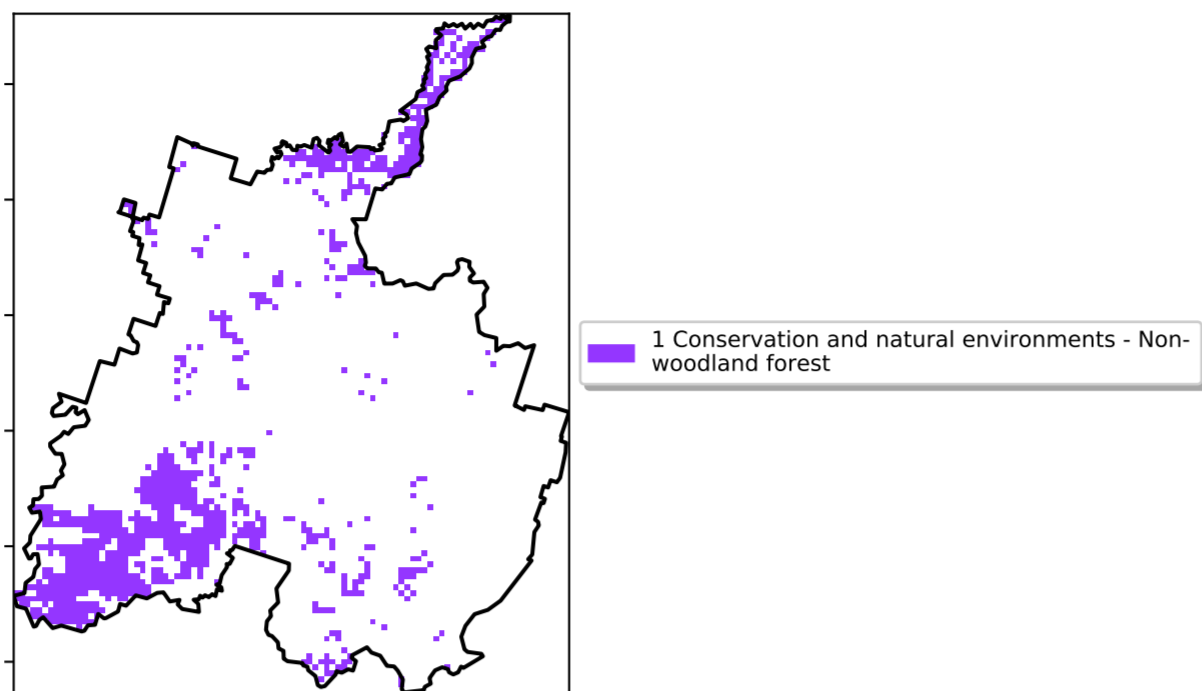 1 Conservation and natural environments - Non-
woodland forest